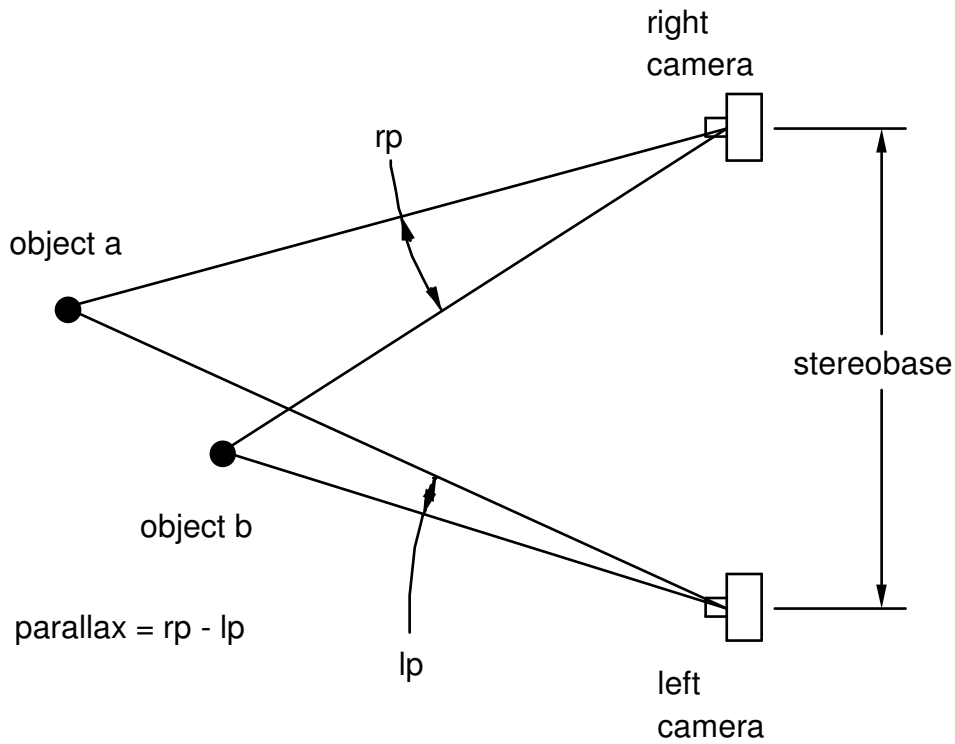 right
camera
rp
object a
stereobase
object b
parallax = rp - lp
lp
left
camera